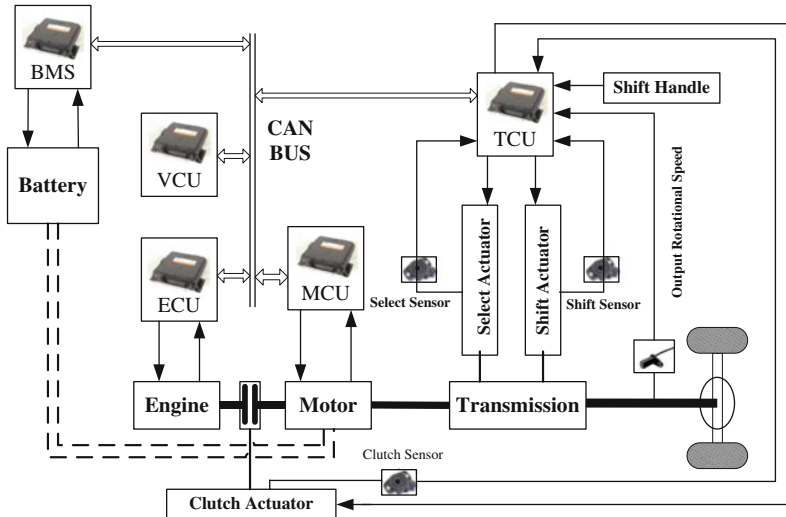 BMS
Battery
VCU
CAN
BUS
ECU
MCU
TCU
Shift Handle
Select Sensor
Select Actuator
Shift Actuator
Shift Sensor
Output Rotational Speed
Engine
Motor
Transmission
Clutch Sensor
Clutch Actuator